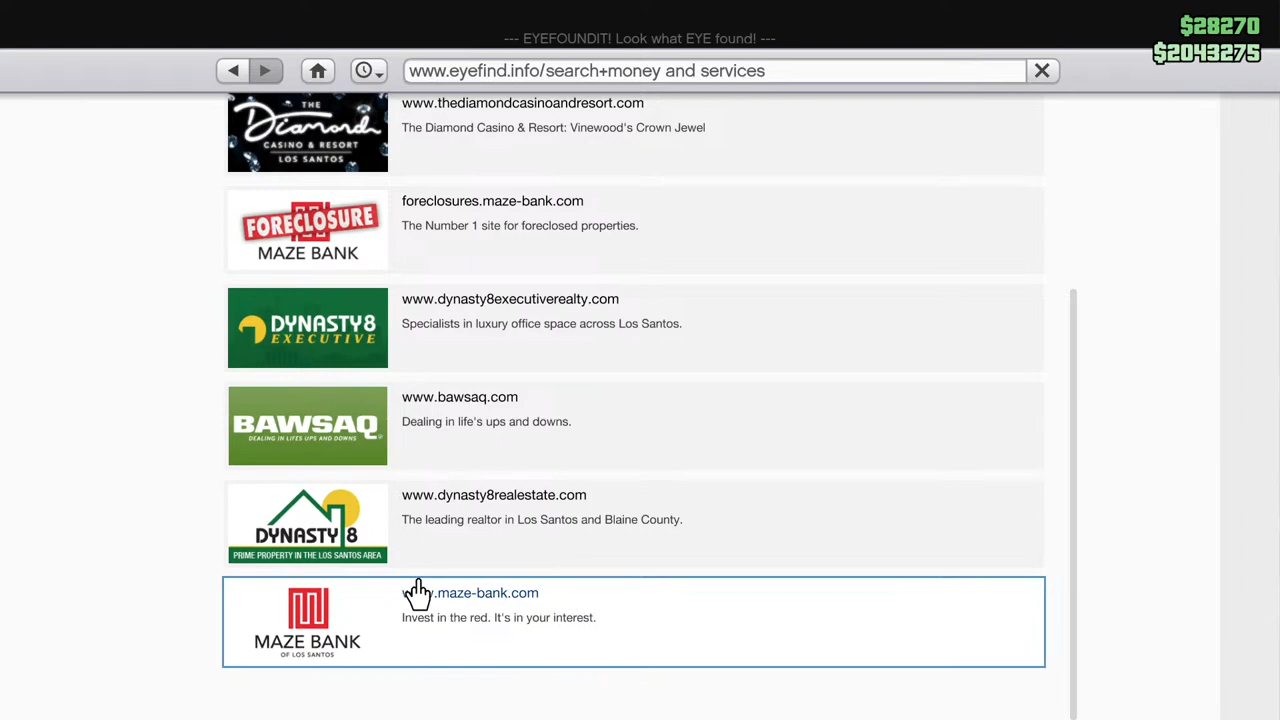 $28270
--- EYEFOUNDIT! Look what EYE found! ---
$2043275
www.eyefind.info/search+money and services
THE
Diamond
CASINO & RESORT
LOS SANTOS
www.thediamondcasinoandresort.com
The Diamond Casino & Resort: Vinewood's Crown Jewel
FORECLOSURE
MAZE BANK
foreclosures.maze-bank.com
The Number 1 site for foreclosed properties.
DYNASTY8
EXECUTIVE
www.dynasty8executiverealty.com
Specialists in luxury office space across Los Santos.
BAWSAQ
DEALING IN LIFES UPS AND DOWNS
www.bawsaq.com
Dealing in life's ups and downs.
DYNASTY 8
PRIME PROPERTY IN THE LOS SANTOS AREA
www.dynasty8realestate.com
The leading realtor in Los Santos and Blaine County.
MAZE BANK
OF LOS SANTOS
.maze-bank.com
Invest in the red. It's in your interest.